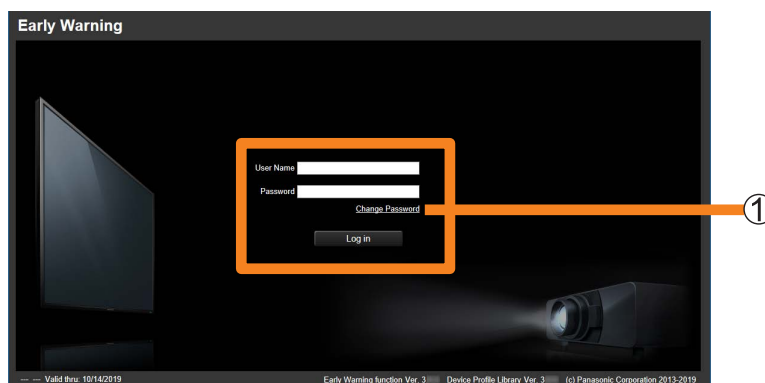 Early Warning
User Name
Password
Change Password
①
Log in
--- --- Valid thru: 10/14/2019 Early Warning function Ver. 3 Device Profile Library Ver. 3 (c) Panasonic Corporation 2013-2019